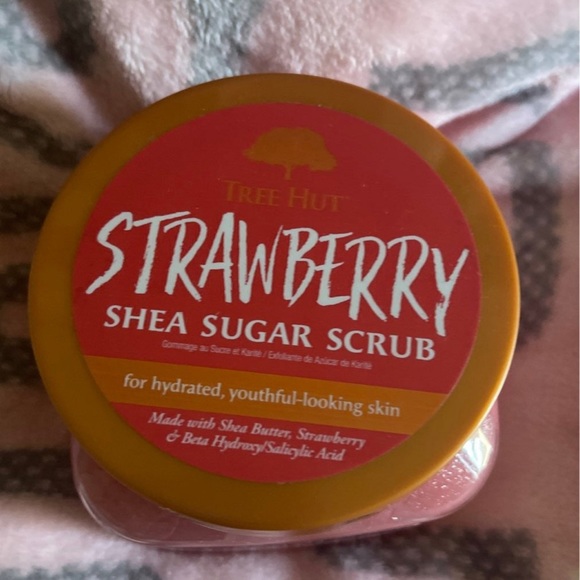 TREE HUT™
STRAWBERRY
SHEA SUGAR SCRUB
Gommage au Sucre et Karité / Exfoliante de Azúcar de Karité
for hydrated, youthful-looking skin
Made with Shea Butter, Strawberry
& Beta Hydroxy/Salicylic Acid